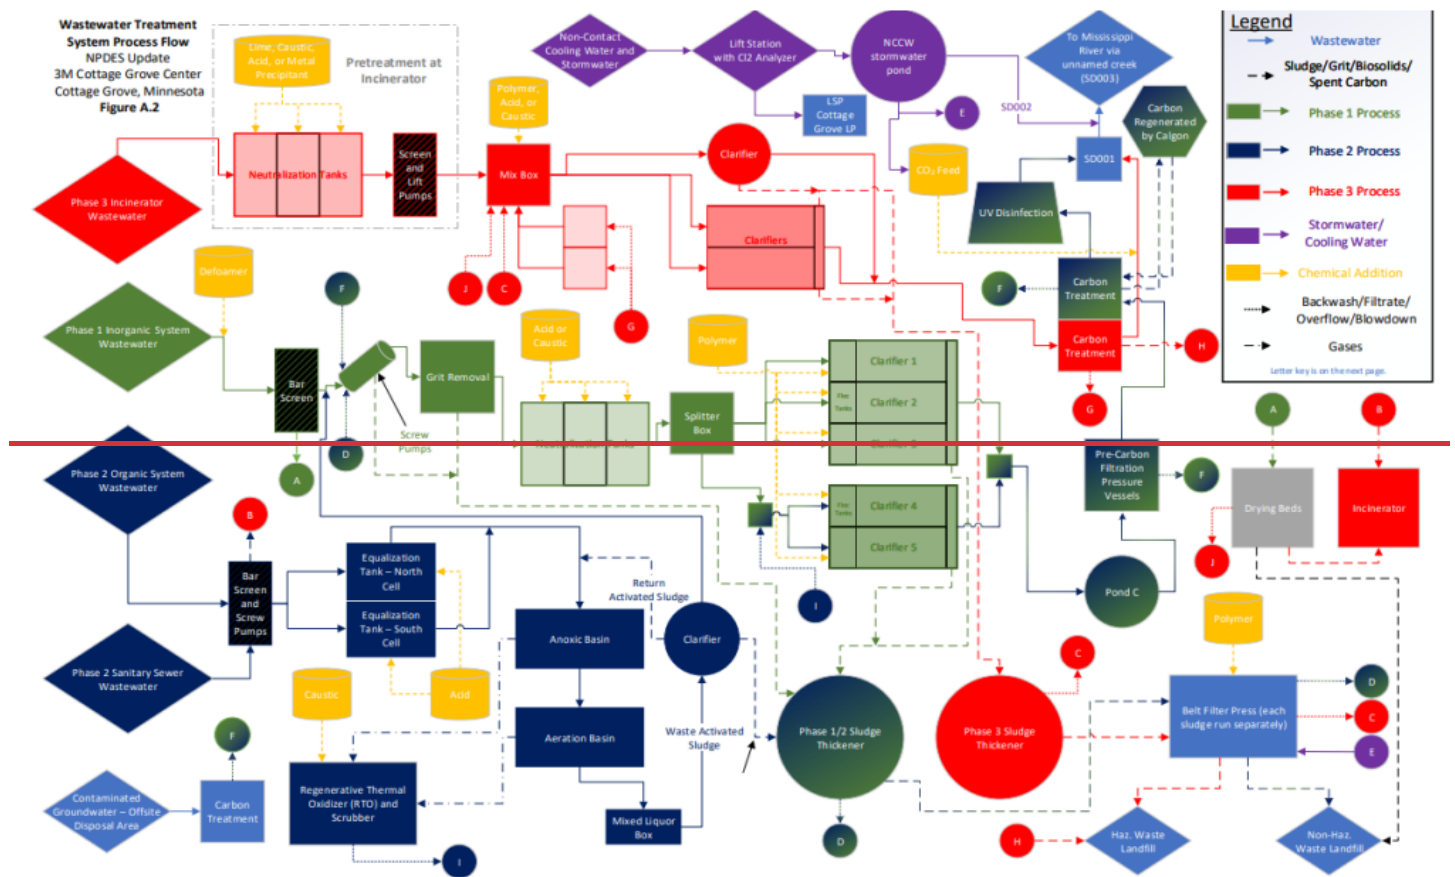 Wastewater Treatment
System Process Flow
NPDES Update
3M Cottage Grove Center
Cottage Grove, Minnesota
Figure A.2
Lime, Caustic,
Acid, or Metal
Precipitant
Pretreatment at
Incinerator
Neutralization Tanks
Screen
and
Lift
Pumps
Phase 3 Incinerator
Wastewater
Polymer,
Acid, or
Caustic
Mix Box
J
C
G
Clarifier
Clarifiers
Non-Contact
Cooling Water and
Stormwater
Lift Station
with Cl2 Analyzer
NCCW
stormwater
pond
LSP
Cottage
Grove LP
E
SD002
To Mississippi
River via
unnamed creek
(SD003)
SD001
Carbon
Regenerated
by Calgon
CO₂ Feed
UV Disinfection
F
Carbon
Treatment
Carbon
Treatment
H
G
Legend
Wastewater
Sludge/Grit/Biosolids/
Spent Carbon
Phase 1 Process
Phase 2 Process
Phase 3 Process
Stormwater/
Cooling Water
Chemical Addition
Backwash/Filtrate/
Overflow/Blowdown
Gases
Letter key is on the next page.
Defoamer
Phase 1 Inorganic System
Wastewater
Bar
Screen
A
F
D
Screw
Pumps
Grit Removal
Acid or
Caustic
Splitter
Box
Polymer
Clarifier 1
Floc
Tanks
Clarifier 2
Floc
Tanks
Clarifier 4
Clarifier 5
I
Pre-Carbon
Filtration
Pressure
Vessels
F
Pond C
A
B
Drying Beds
Incinerator
J
Phase 2 Organic System
Wastewater
B
Bar
Screen
and
Screw
Pumps
Phase 2 Sanitary Sewer
Wastewater
Equalization
Tank – North
Cell
Equalization
Tank – South
Cell
Caustic
Acid
Anoxic Basin
Aeration Basin
Return
Activated Sludge
Clarifier
Waste Activated
Sludge
Mixed Liquor
Box
F
Contaminated
Groundwater – Offsite
Disposal Area
Carbon
Treatment
Regenerative Thermal
Oxidizer (RTO) and
Scrubber
I
Phase 1/2 Sludge
Thickener
D
Phase 3 Sludge
Thickener
C
Polymer
Belt Filter Press (each
sludge run separately)
D
C
E
H
Haz. Waste
Landfill
Non-Haz.
Waste Landfill